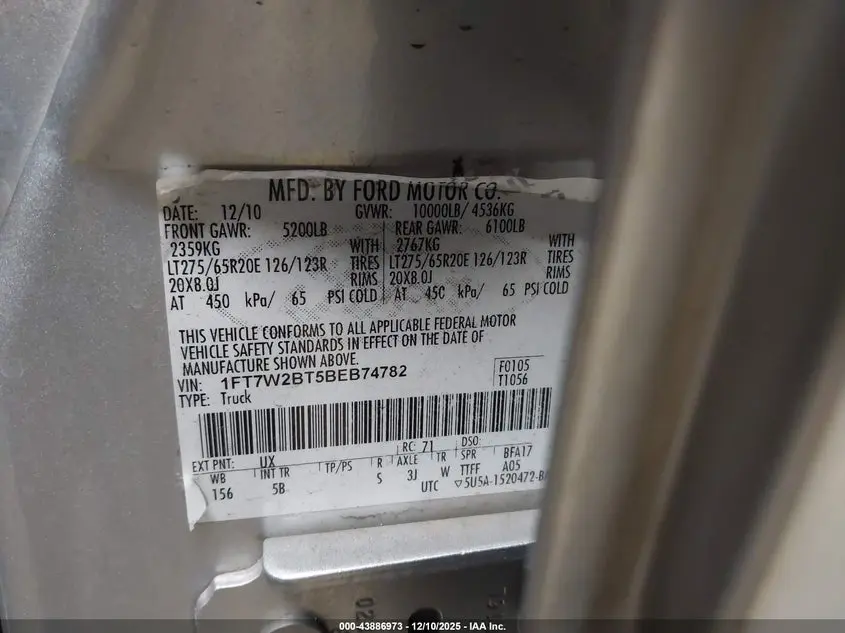 MFD. BY FORD MOTOR CO.
DATE: 12/10 GVWR: 10000LB/ 4536KG
FRONT GAWR: 5200LB REAR GAWR: 6100LB
2359KG WITH 2767KG WITH
LT275/65R20E 126/123R TIRES LT275/65R20E 126/123R TIRES
20X8.0J RIMS 20X8.0J RIMS
AT 450 kPa/ 65 PSI COLD AT 450 kPa/ 65 PSI COLD
THIS VEHICLE CONFORMS TO ALL APPLICABLE FEDERAL MOTOR
VEHICLE SAFETY STANDARDS IN EFFECT ON THE DATE OF
MANUFACTURE SHOWN ABOVE.
VIN: 1FT7W2BT5BEB74782 F0105
TYPE: Truck T1056
EXT PNT: UX RC: 71 DSO:
WB INT TR TP/PS R AXLE TR SPR BFA17
156 5B S 3J W TTFF A05
UTC ▽5U5A-1520472-B
000-43886973 - 12/10/2025 - IAA Inc.